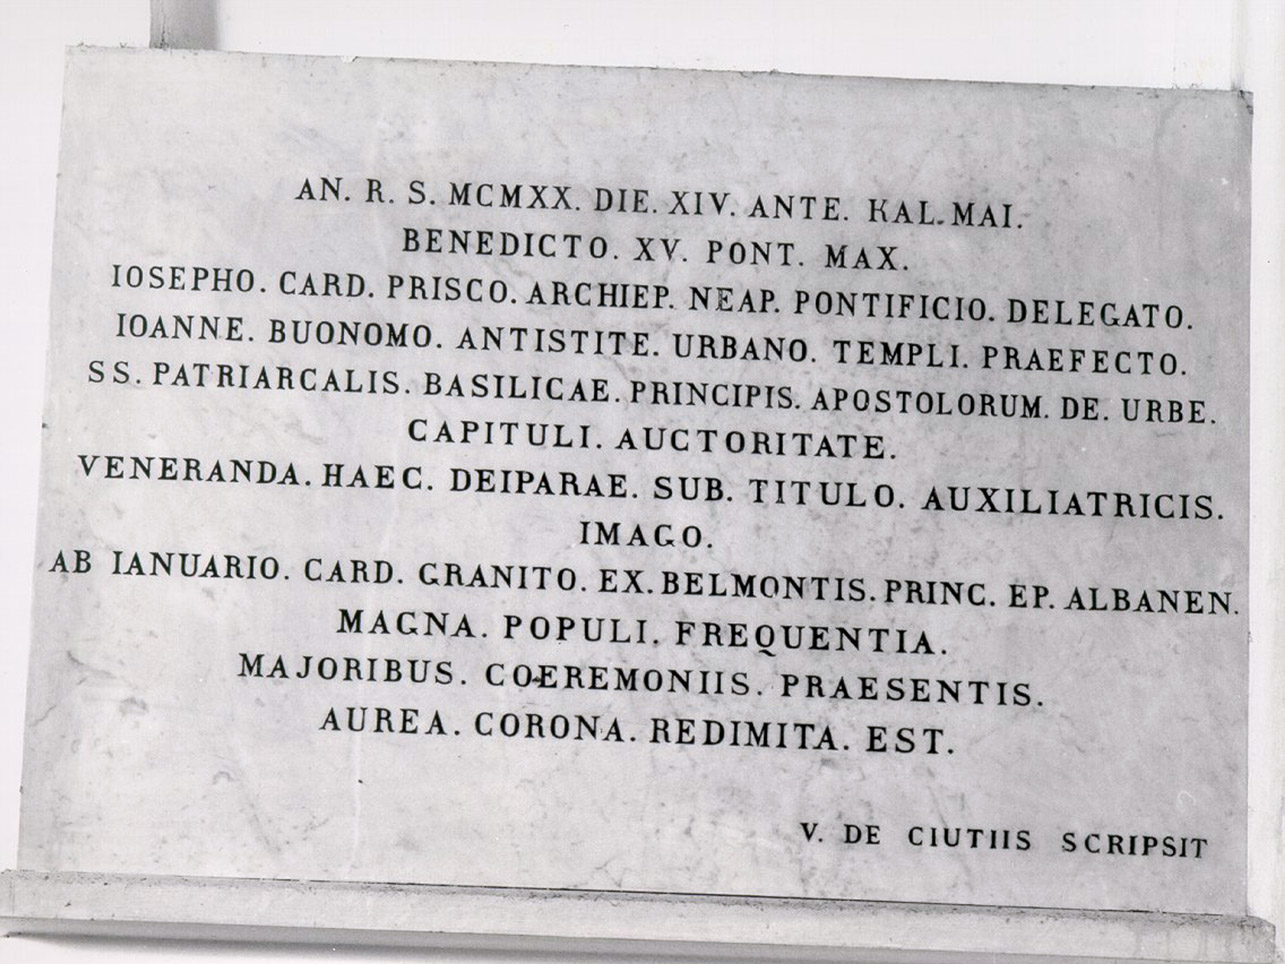 AN. R. S. MCMXX. DIE. XIV. ANTE. KAL. MAI.
BENEDICTO. XV. PONT. MAX.
IOSEPHO. CARD. PRISCO. ARCHIEP. NEAP. PONTIFICIO. DELEGATO.
IOANNE. BUONOMO. ANTISTITE. URBANO. TEMPLI. PRAEFECTO.
SS. PATRIARCALIS. BASILICAE. PRINCIPIS. APOSTOLORUM. DE. URBE.
CAPITULI. AUCTORITATE.
VENERANDA. HAEC. DEIPARAE. SUB. TITULO. AUXILIATRICIS.
IMAGO.
AB IANUARIO. CARD. GRANITO. EX. BELMONTIS. PRINC. EP. ALBANEN.
MAGNA. POPULI. FREQUENTIA.
MAJORIBUS. COEREMONIIS. PRAESENTIS.
AUREA. CORONA. REDIMITA. EST.
V. DE CIUTIIS SCRIPSIT